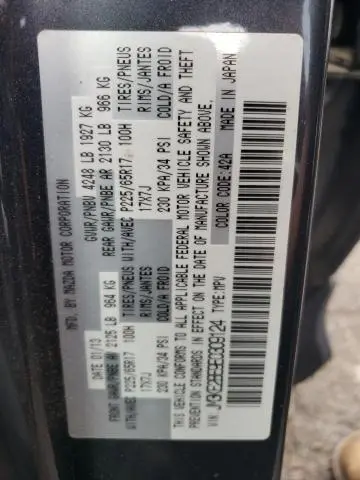 MFD. BY MAZDA MOTOR CORPORATION
DATE 01/13 GVWR/PNBV 4248 LB 1927 KG
FRONT GAWR/PNBE AV 2125 LB 964 KG REAR GAWR/PNBE AR 2130 LB 966 KG
WITH/AVEC P225/65R17 100H TIRES/PNEUS WITH/AVEC P225/65R17 100H TIRES/PNEUS
17X7J RIMS/JANTES 17X7J RIMS/JANTES
230 KPA/34 PSI COLD/A FROID 230 KPA/34 PSI COLD/A FROID
THIS VEHICLE CONFORMS TO ALL APPLICABLE FEDERAL MOTOR VEHICLE SAFETY AND THEFT
PREVENTION STANDARDS IN EFFECT ON THE DATE OF MANUFACTURE SHOWN ABOVE.
VIN: TYPE:MPV COLOR CODE:42A MADE IN JAPAN